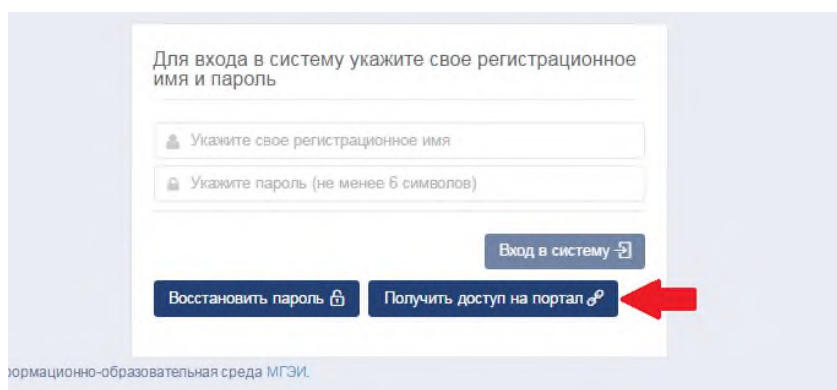 Для входа в систему укажите свое регистрационное
имя и пароль
Укажите свое регистрационное имя
Укажите пароль (не менее 6 символов)
Вход в систему
Восстановить пароль
Получить доступ на портал
ормационно-образовательная среда МГЭИ.